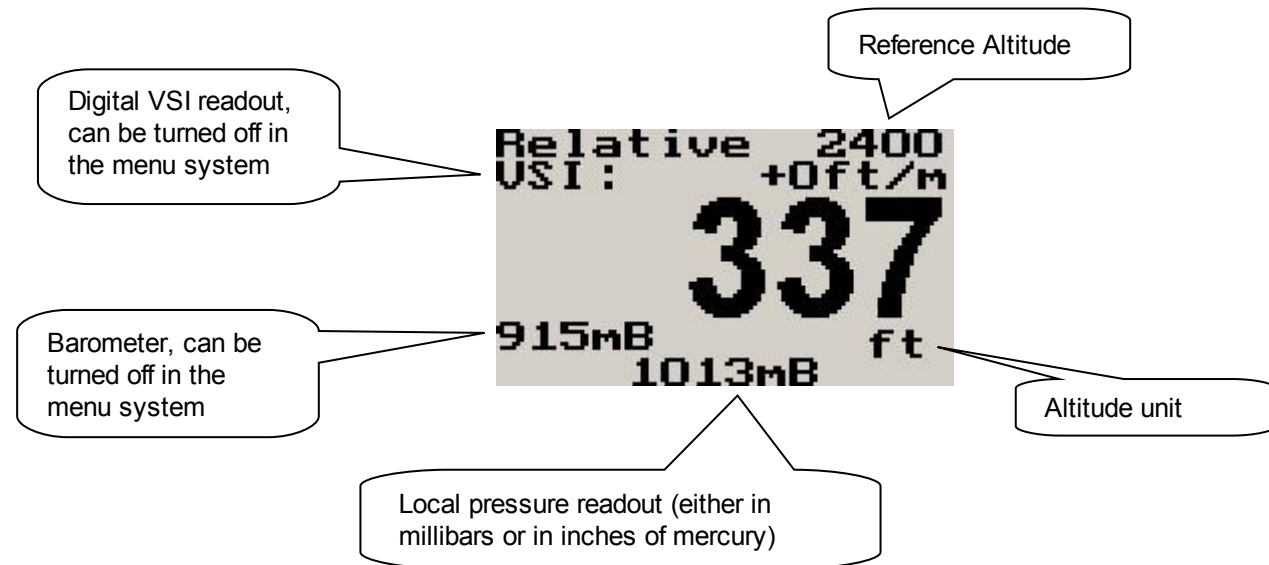 Reference Altitude
Digital VSI readout,
can be turned off in
the menu system
Relative 2400
VSI: +0ft/m
337
915mB ft
1013mB
Barometer, can be
turned off in the
menu system
Altitude unit
Local pressure readout (either in
millibars or in inches of mercury)